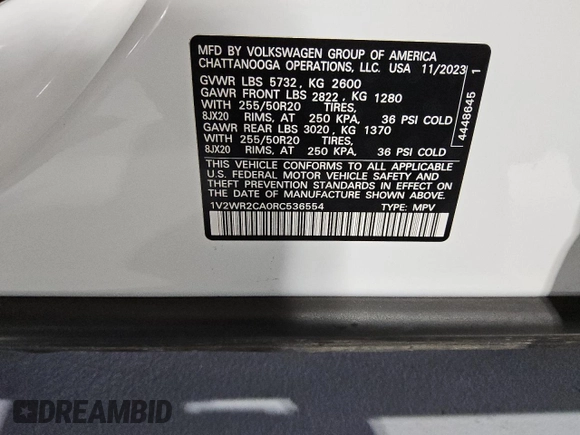 MFD BY VOLKSWAGEN GROUP OF AMERICA
CHATTANOOGA OPERATIONS, LLC. USA 11/2023
GVWR LBS 5732, KG 2600
GAWR FRONT LBS 2822, KG 1280
WITH 255/50R20 TIRES,
8JX20 RIMS, AT 250 KPA, 36 PSI COLD
GAWR REAR LBS 3020, KG 1370
WITH 255/50R20 TIRES,
8JX20 RIMS, AT 250 KPA, 36 PSI COLD
THIS VEHICLE CONFORMS TO ALL APPLICABLE
U.S. FEDERAL MOTOR VEHICLE SAFETY AND
THEFT PREVENTION STANDARDS IN EFFECT ON
THE DATE OF MANUFACTURE SHOWN ABOVE.
1V2WR2CA0RC536554 TYPE: MPV
4448645 1
DREAMBID